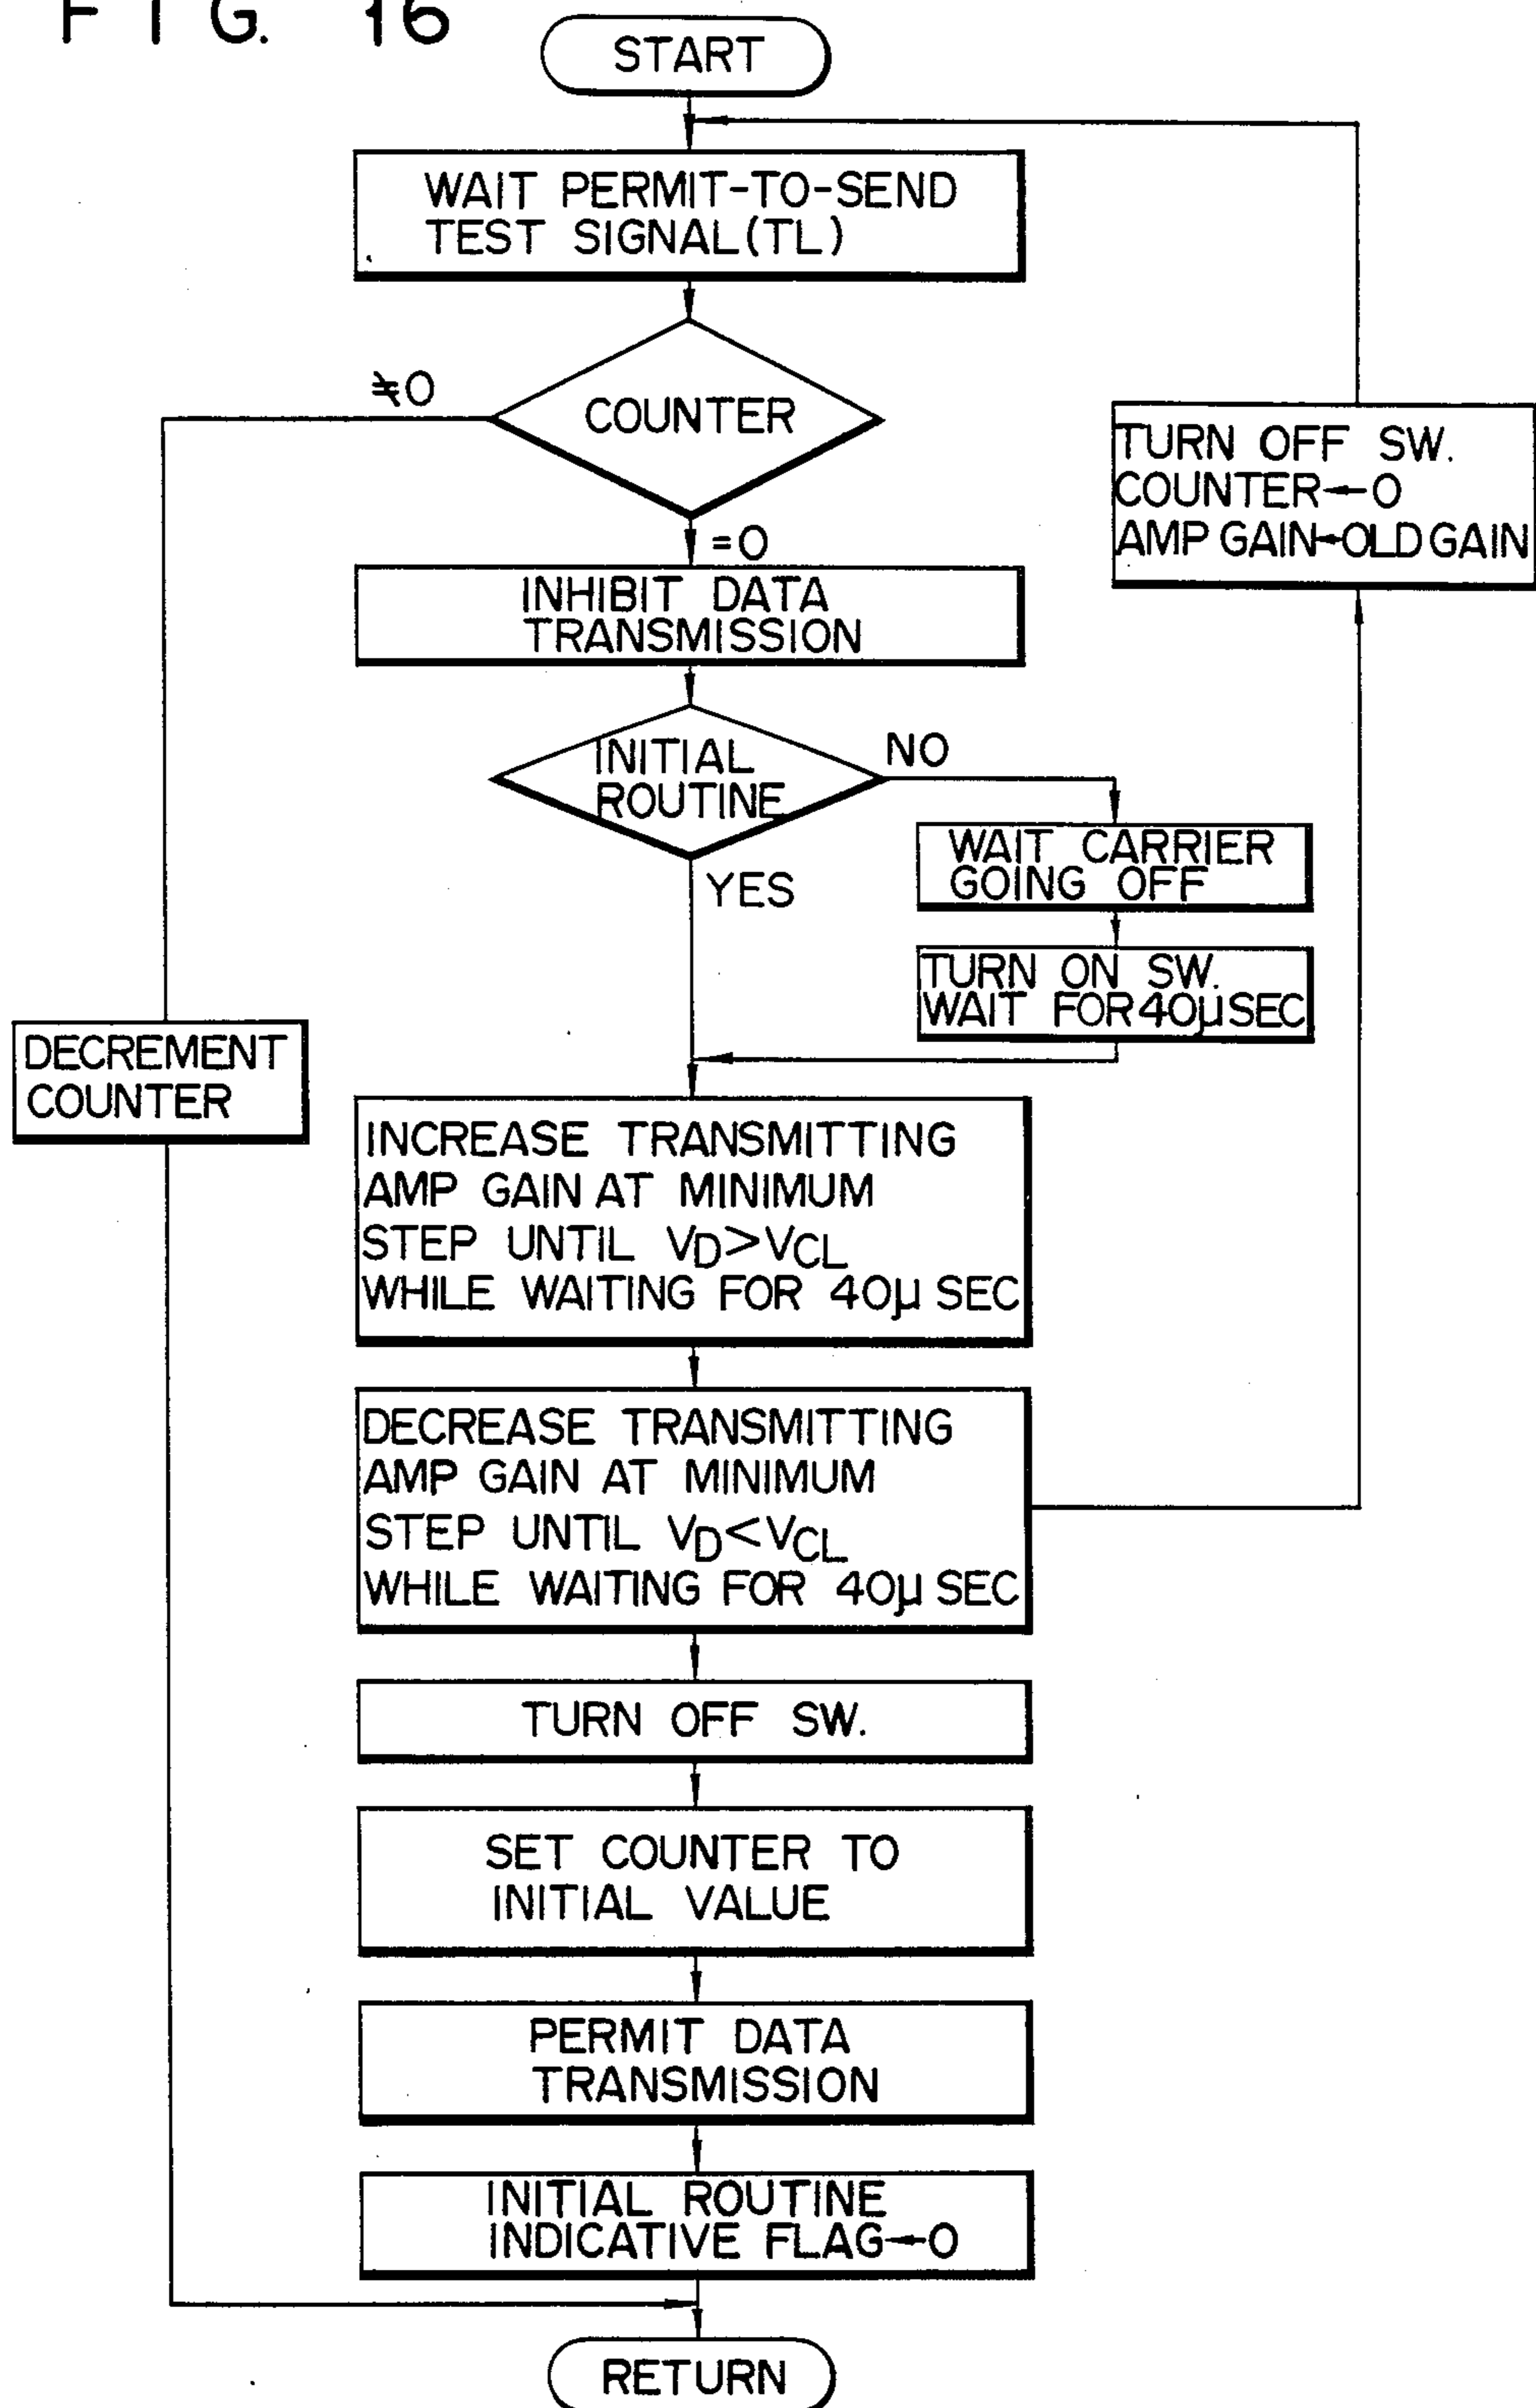 FIG. 16
START
WAIT PERMIT-TO-SEND
TEST SIGNAL(TL)
≠0
COUNTER
=0
TURN OFF SW.
COUNTER←0
AMP GAIN←OLD GAIN
INHIBIT DATA
TRANSMISSION
INITIAL
ROUTINE
NO
YES
WAIT CARRIER
GOING OFF
TURN ON SW.
WAIT FOR 40μSEC
DECREMENT
COUNTER
INCREASE TRANSMITTING
AMP GAIN AT MINIMUM
STEP UNTIL VD>VCL
WHILE WAITING FOR 40μ SEC
DECREASE TRANSMITTING
AMP GAIN AT MINIMUM
STEP UNTIL VD<VCL
WHILE WAITING FOR 40μ SEC
TURN OFF SW.
SET COUNTER TO
INITIAL VALUE
PERMIT DATA
TRANSMISSION
INITIAL ROUTINE
INDICATIVE FLAG←0
RETURN